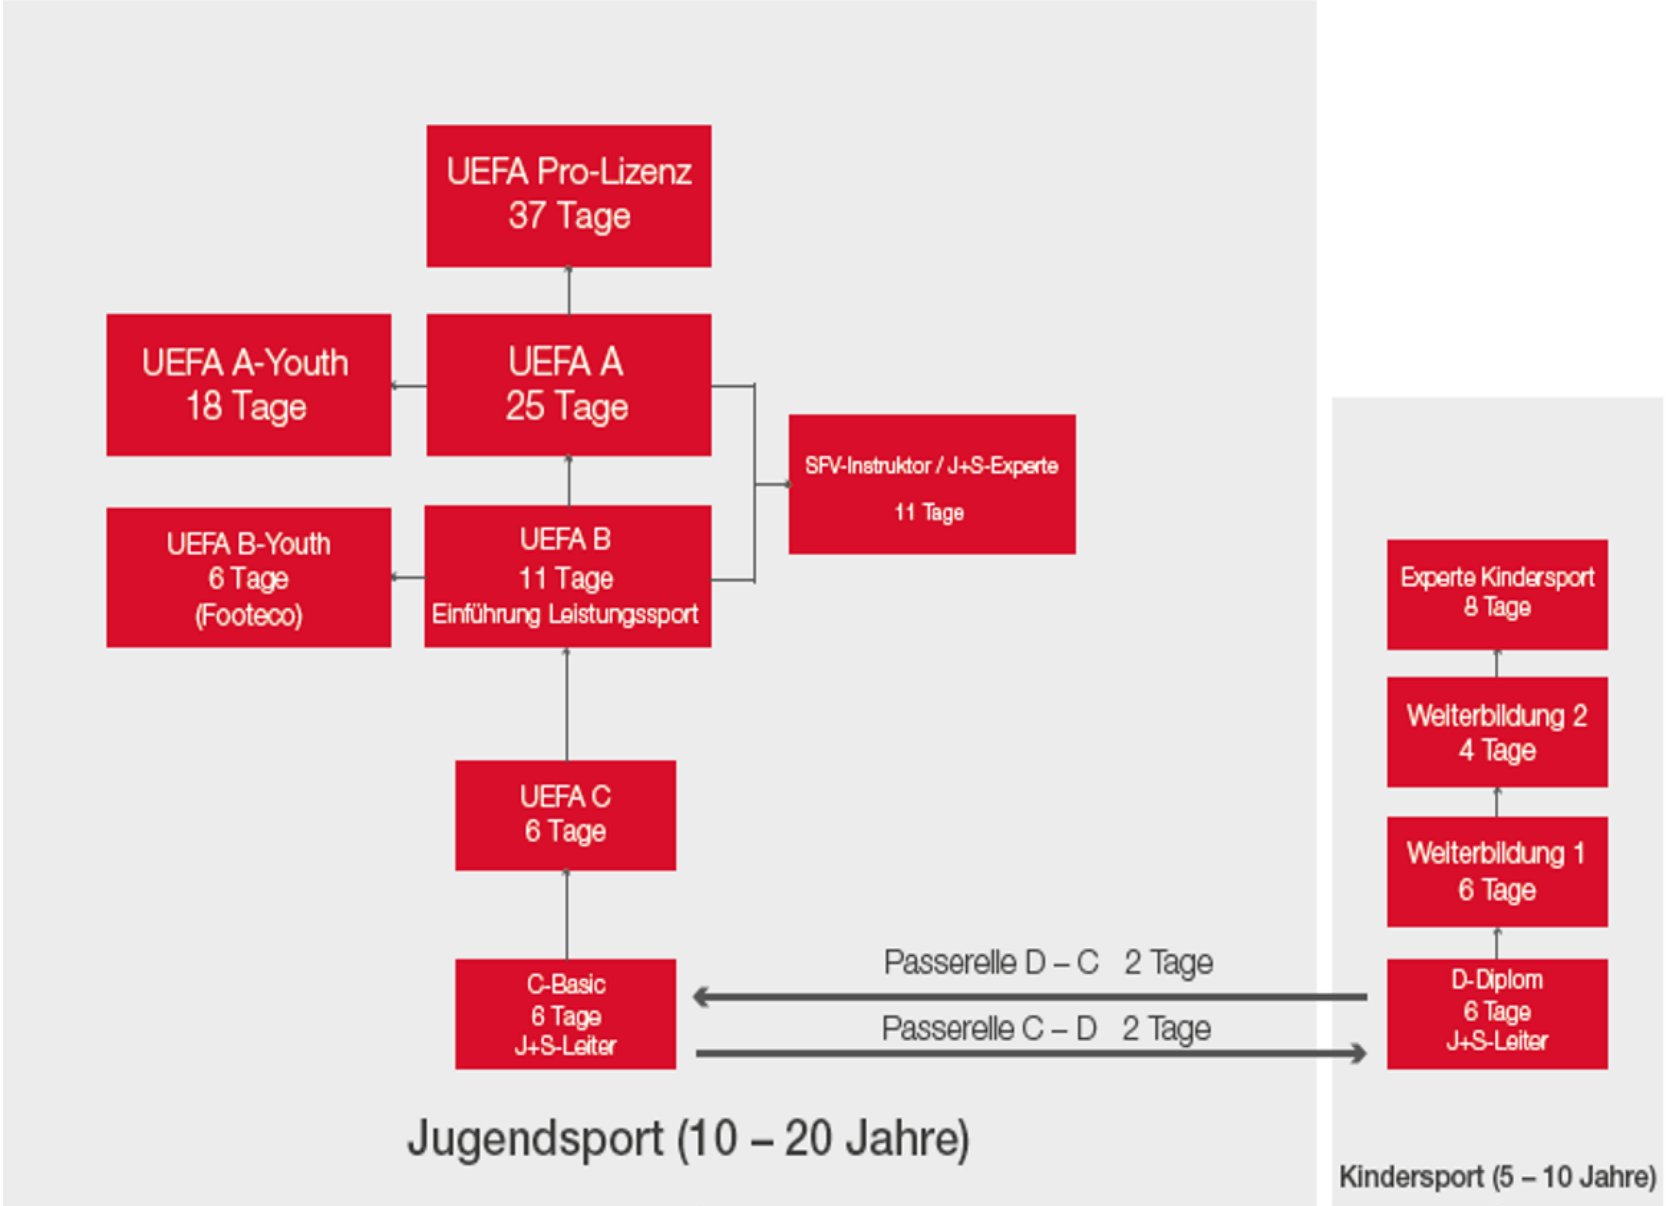 UEFA Pro-Lizenz
37 Tage
UEFA A-Youth
18 Tage
UEFA A
25 Tage
SFV-Instruktor / J+S-Experte
11 Tage
UEFA B-Youth
6 Tage
(Footeco)
UEFA B
11 Tage
Einführung Leistungssport
UEFA C
6 Tage
C-Basic
6 Tage
J+S-Leiter
Passerelle D – C 2 Tage
Passerelle C – D 2 Tage
Jugendsport (10 – 20 Jahre)
Experte Kindersport
8 Tage
Weiterbildung 2
4 Tage
Weiterbildung 1
6 Tage
D-Diplom
6 Tage
J+S-Leiter
Kindersport (5 – 10 Jahre)